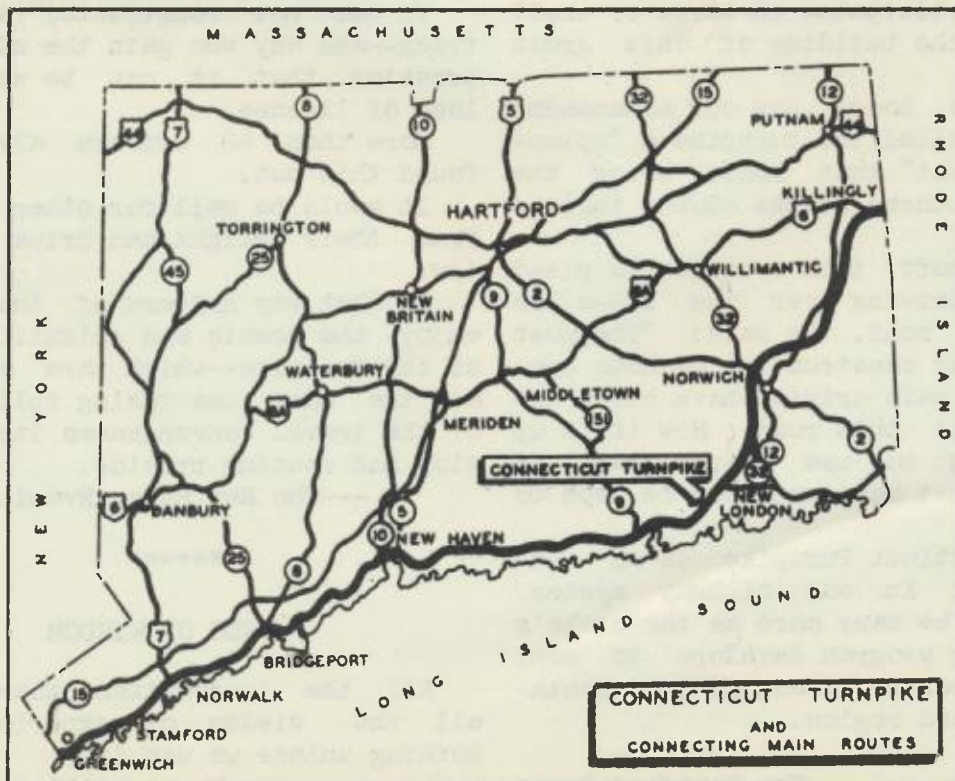 MASSACHUSETTS
44
7
8
10
5
32
15
12
PUTNAM
44
RHODE ISLAND
KILLINGLY
6
HARTFORD
TORRINGTON
25
45
NEW
BRITAIN
9
2
6A
WILLIMANTIC
32
NEW YORK
WATERBURY
6A
MERIDEN
MIDDLETOWN
151
NORWICH
CONNECTICUT TURNPIKE
12
32
2
NEW
LONDON
6
DANBURY
25
8
10
5
NEW HAVEN
9
7
15
BRIDGEPORT
NORWALK
STAMFORD
GREENWICH
LONG ISLAND SOUND
CONNECTICUT TURNPIKE
AND
CONNECTING MAIN ROUTES